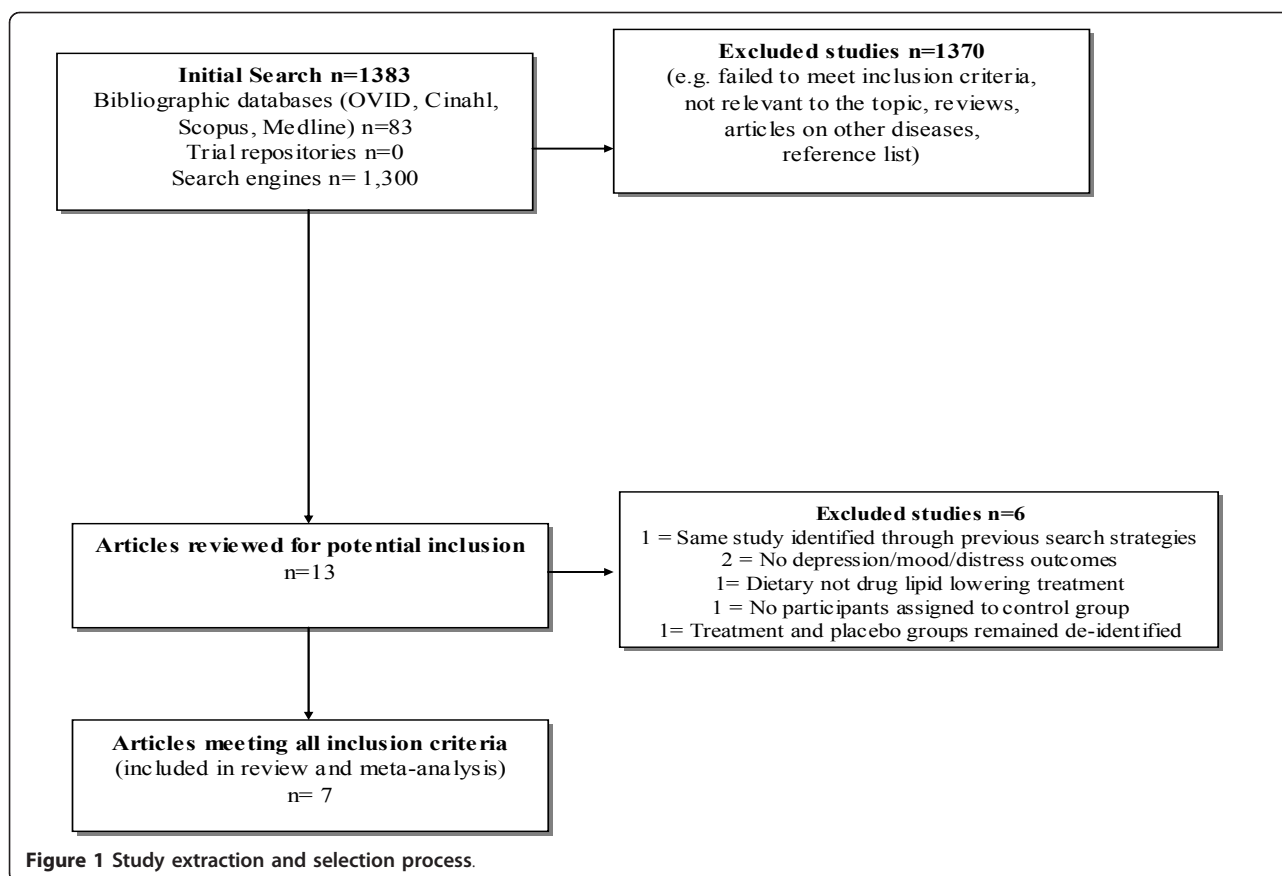 Initial Search n=1383
Bibliographic databases (OVID, Cinahl,
Scopus, Medline) n=83
Trial repositories n=0
Search engines n= 1,300
Excluded studies n=1370
(e.g. failed to meet inclusion criteria,
not relevant to the topic, reviews,
articles on other diseases,
reference list)
Articles reviewed for potential inclusion
n=13
Excluded studies n=6
1 = Same study identified through previous search strategies
2 = No depression/mood/distress outcomes
1= Dietary not drug lipid lowering treatment
1 = No participants assigned to control group
1= Treatment and placebo groups remained de-identified
Articles meeting all inclusion criteria
(included in review and meta-analysis)
n= 7
Figure 1 Study extraction and selection process.